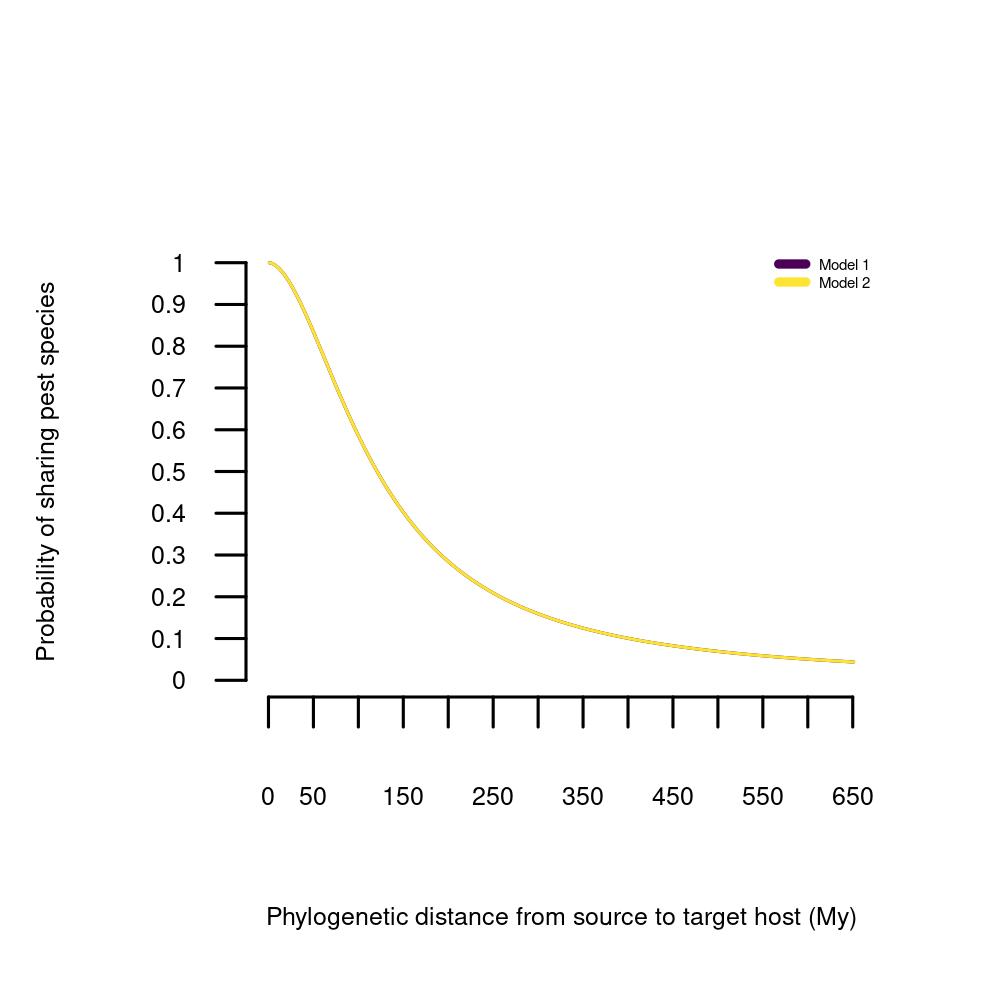 Probability of sharing pest species
1
0.9
0.8
0.7
0.6
0.5
0.4
0.3
0.2
0.1
0
Model 1
Model 2
0 50 150 250 350 450 550 650
Phylogenetic distance from source to target host (My)